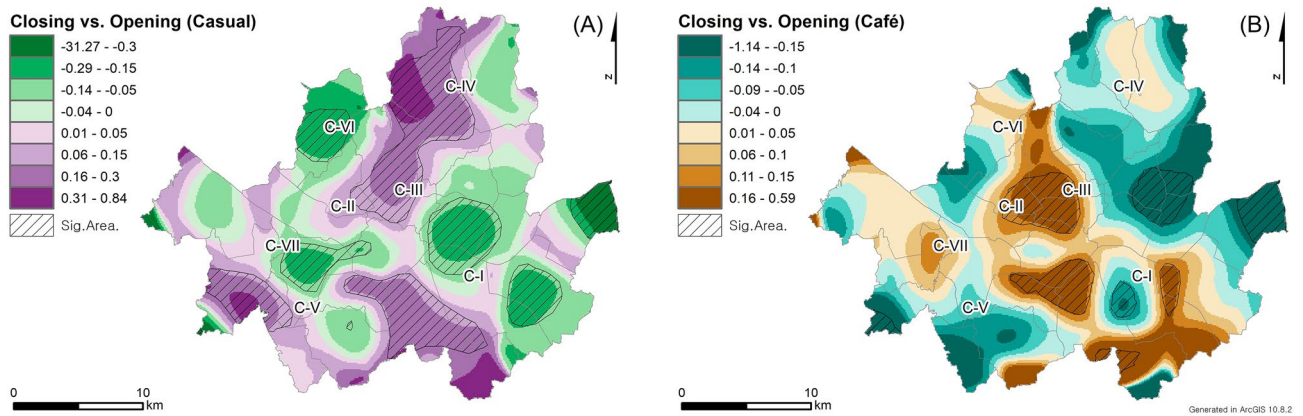 Closing vs. Opening (Casual)
(A)
-31.27 - -0.3
-0.29 - -0.15
-0.14 - -0.05
-0.04 - 0
0.01 - 0.05
0.06 - 0.15
0.16 - 0.3
0.31 - 0.84
Sig.Area.
z
C-IV
C-VI
C-III
C-II
C-VII
C-I
C-V
0 10
km
Closing vs. Opening (Café)
(B)
-1.14 - -0.15
-0.14 - -0.1
-0.09 - -0.05
-0.04 - 0
0.01 - 0.05
0.06 - 0.1
0.11 - 0.15
0.16 - 0.59
Sig.Area.
z
C-IV
C-VI
C-III
C-II
C-VII
C-I
C-V
0 10
km
Generated in ArcGIS 10.8.2